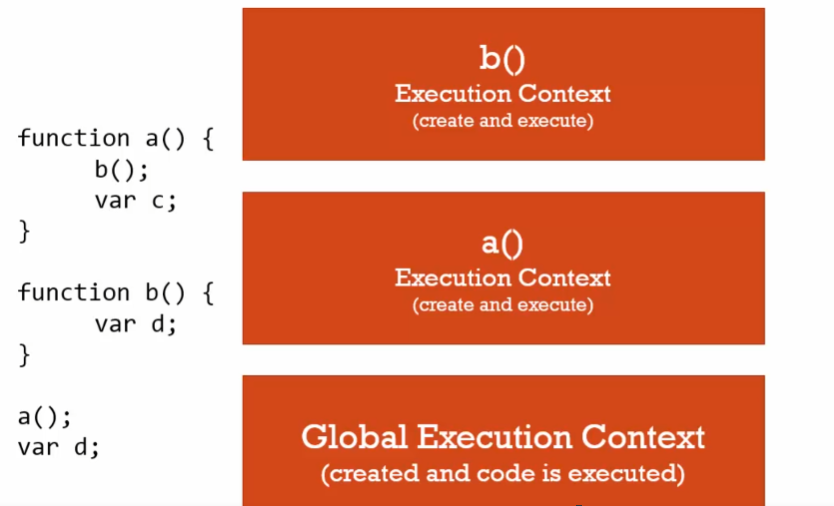 function a() {
b();
var c;
}
function b() {
var d;
}
a();
var d;
b()
Execution Context
(create and execute)
a()
Execution Context
(create and execute)
Global Execution Context
(created and code is executed)